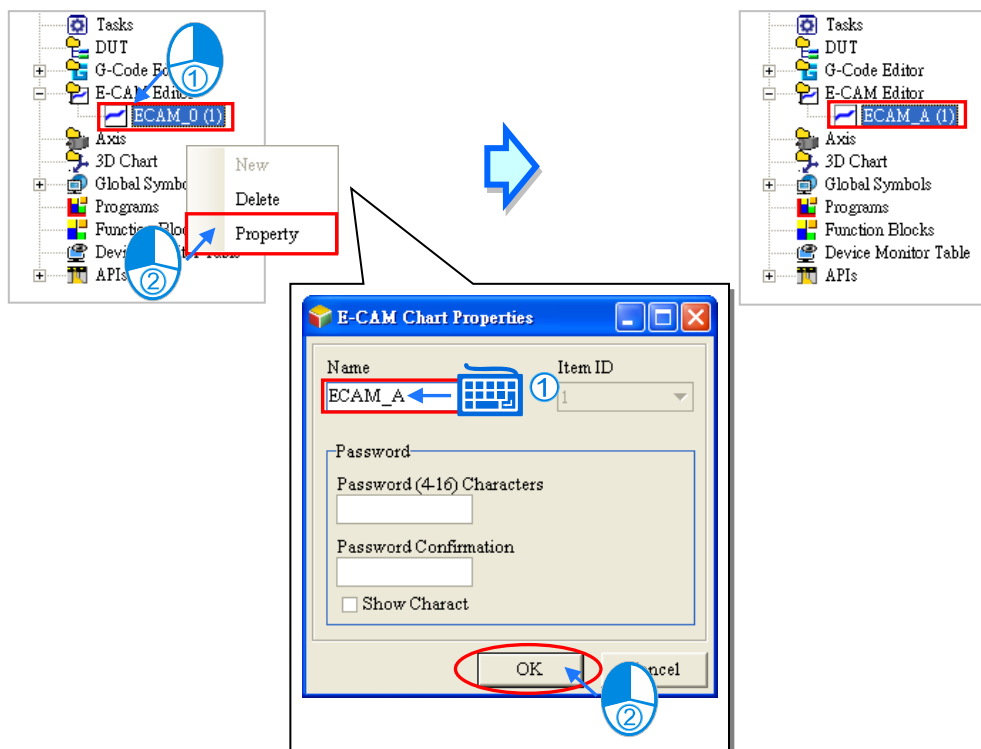 Tasks
DUT
G-Code Ed
①
E-CAM Editor
ECAM_0 (1)
Axis
3D Chart
Global Symbo
Programs
Function Bloc
②
APIs
New
Delete
Property
Tasks
DUT
G-Code Editor
E-CAM Editor
ECAM_A (1)
Axis
3D Chart
Global Symbols
Programs
Function Blocks
Device Monitor Table
APIs
E-CAM Chart Properties
Name
Item ID
ECAM_A
①
1
Password
Password (4-16) Characters
Password Confirmation
Show Charact
OK
ncel
②